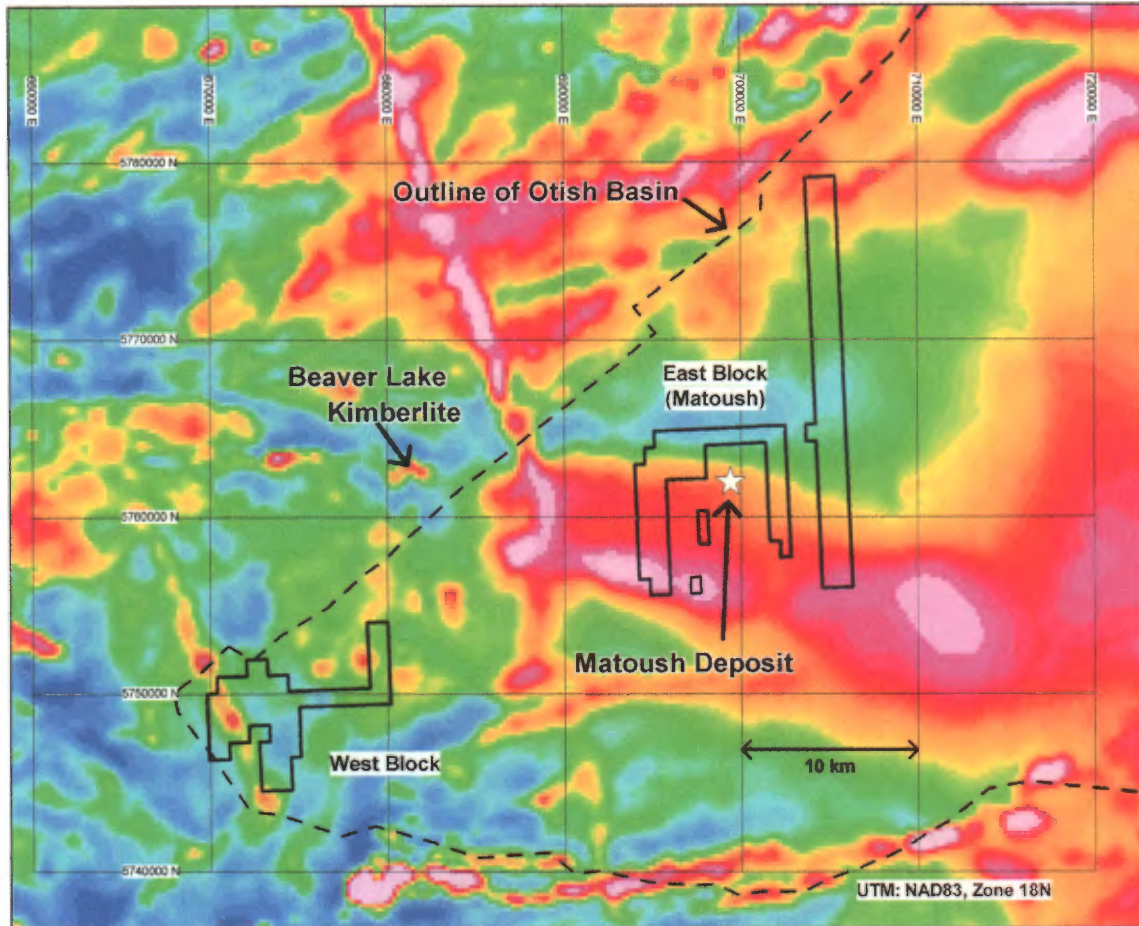 660000 E
670000 E
680000 E
690000 E
700000 E
710000 E
720000 E
5780000 N
Outline of Otish Basin
5770000 N
Beaver Lake
Kimberlite
East Block
(Matoush)
5760000 N
Matoush Deposit
5750000 N
West Block
10 km
5740000 N
UTM: NAD83, Zone 18N